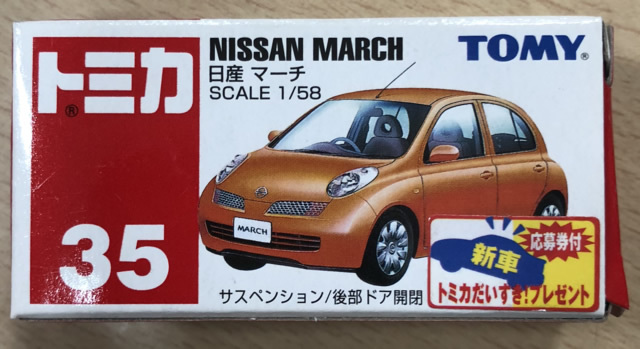 トミカ
®
35
NISSAN MARCH
日産 マーチ
SCALE 1/58
TOMY®
MARCH
サスペンション/後部ドア開閉
新車
応募券付
トミカだいすき!プレゼント